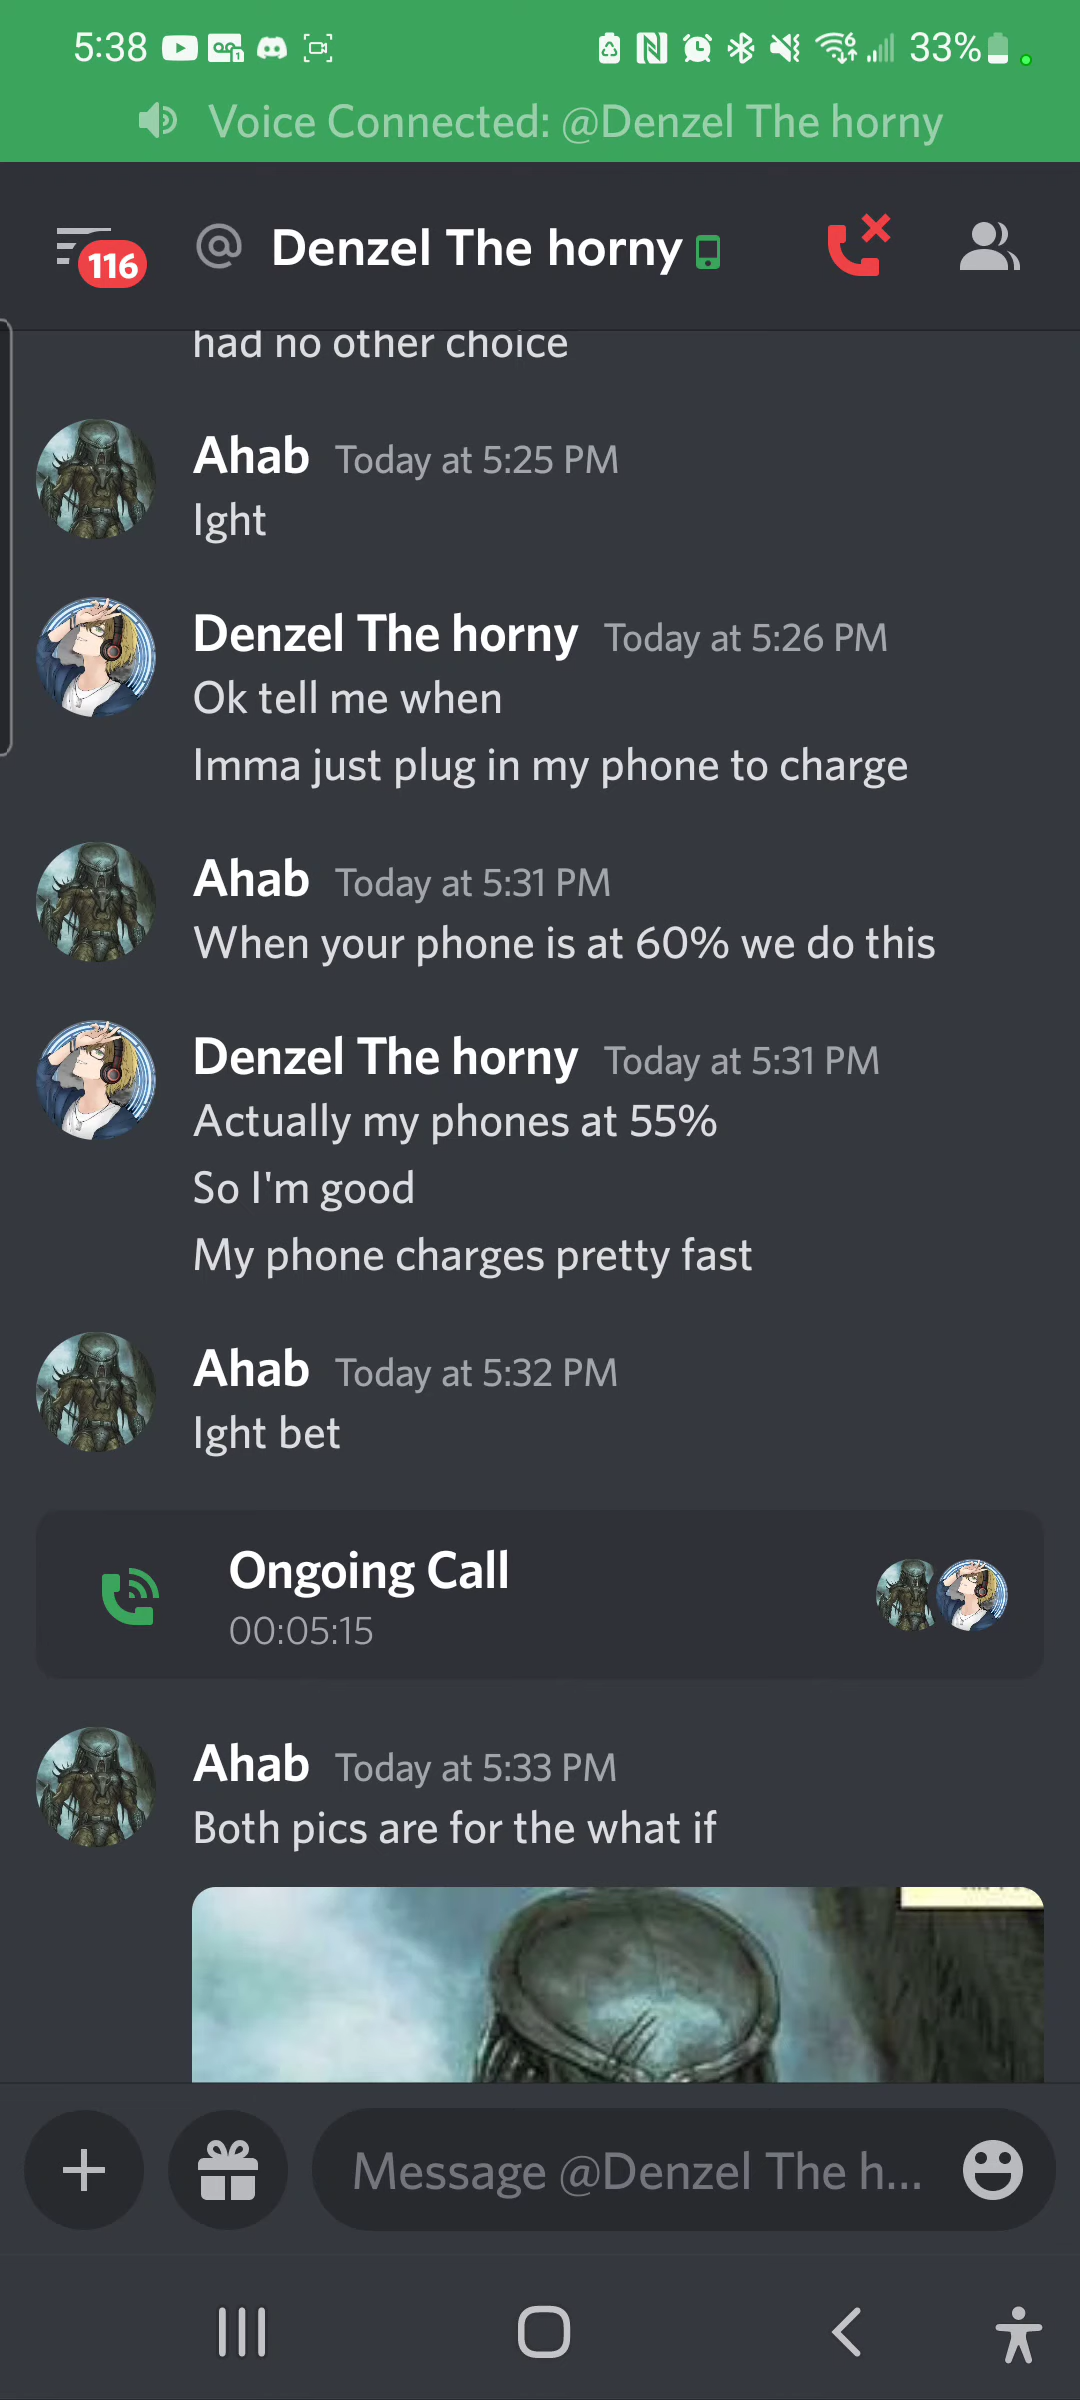 5:38
33%
Voice Connected: @Denzel The horny
116
@ Denzel The horny
had no other choice
Ahab Today at 5:25 PM
Ight
Denzel The horny Today at 5:26 PM
Ok tell me when
Imma just plug in my phone to charge
Ahab Today at 5:31 PM
When your phone is at 60% we do this
Denzel The horny Today at 5:31 PM
Actually my phones at 55%
So I'm good
My phone charges pretty fast
Ahab Today at 5:32 PM
Ight bet
Ongoing Call
00:05:15
Ahab Today at 5:33 PM
Both pics are for the what if
Message @Denzel The h...